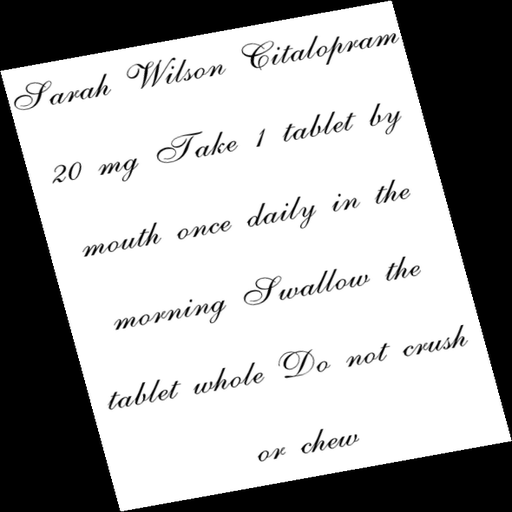 Sarah Wilson Citalopram
20 mg Take 1 tablet by
mouth once daily in the
morning Swallow the
tablet whole Do not crush
or chew